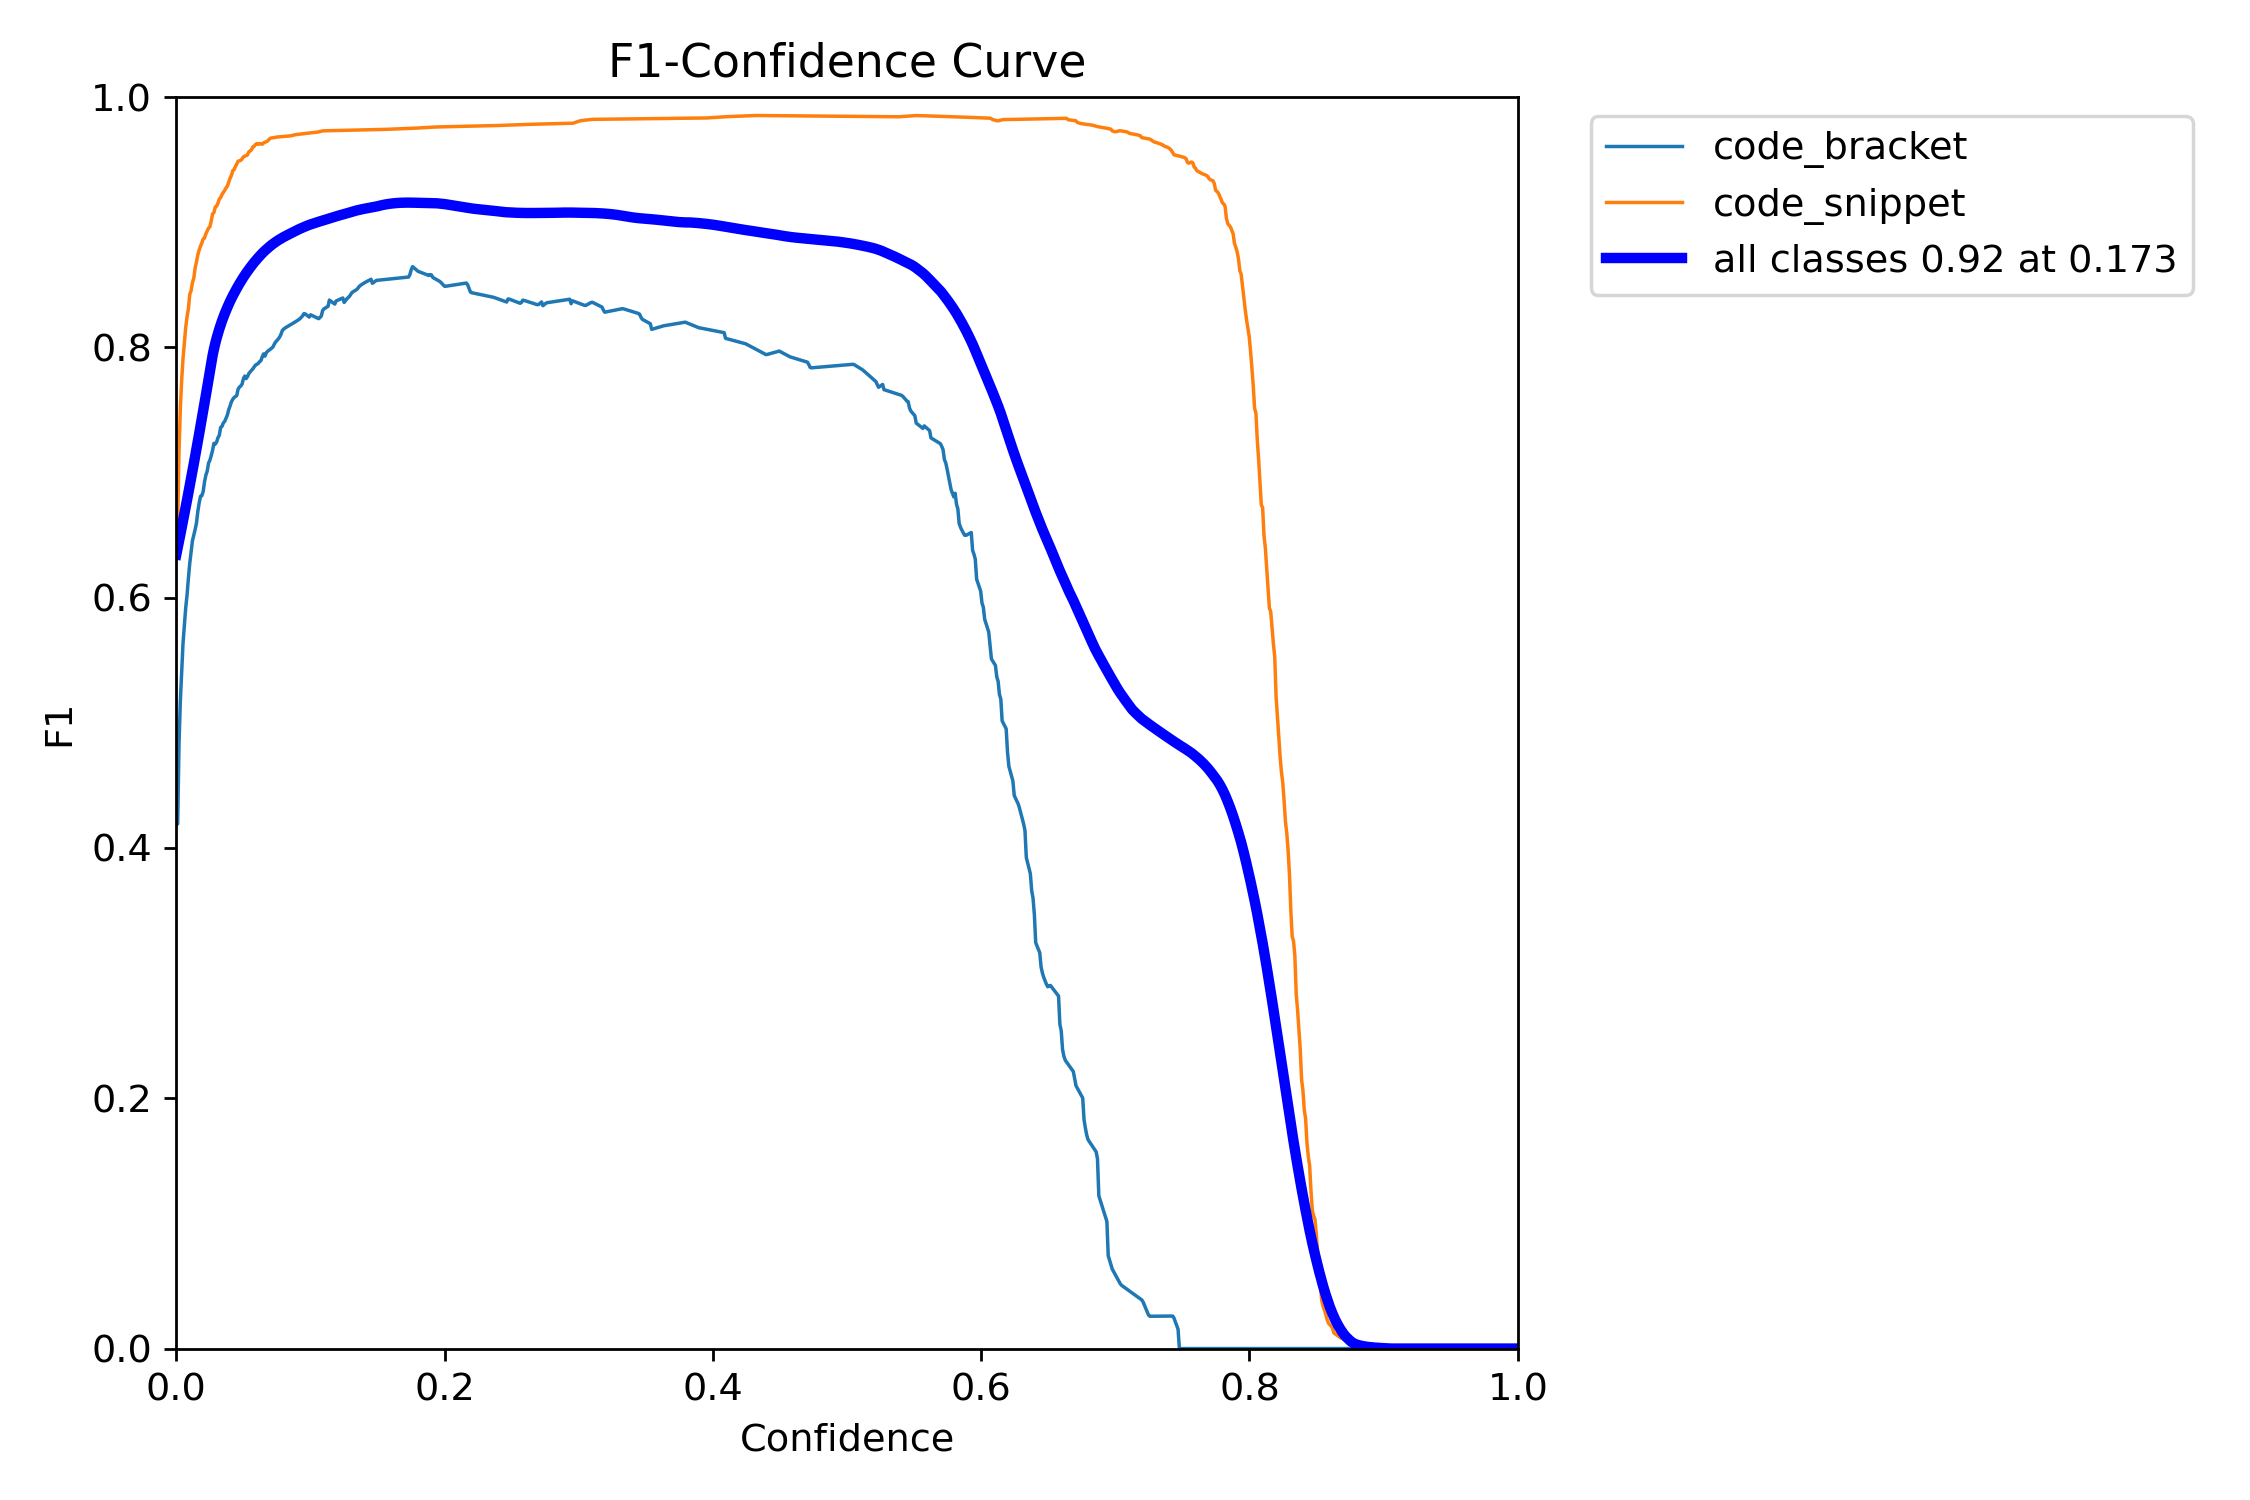 F1-Confidence Curve
1.0
0.8
0.6
0.4
0.2
0.0
F1
0.0 0.2 0.4 0.6 0.8 1.0
Confidence
code_bracket
code_snippet
all classes 0.92 at 0.173